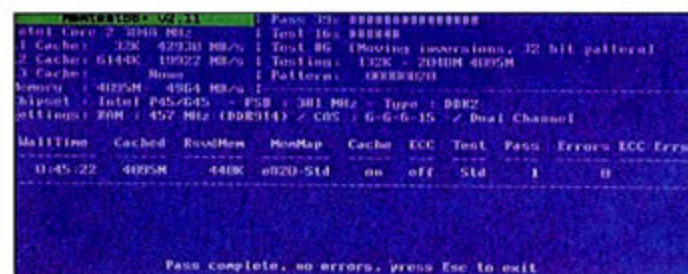 Memtest86+ v2.11 | Pass 39%
Intel Core 2 3048 MHz | Test 16%
L1 Cache: 32K 42930 MB/s | Test #6 [Moving inversions, 32 bit pattern]
L2 Cache: 6144K 19922 MB/s | Testing: 132K - 2048M 4095M
L3 Cache: None | Pattern:
Memory : 4095M 4964 MB/s |
Chipset : Intel P45/G45 - FSB : 381 MHz - Type : DDR2
Settings: RAM : 457 MHz (DDR914) / CAS : 6-6-6-15 / Dual Channel
WallTime Cached RsvdMem MemMap Cache ECC Test Pass Errors ECC Errs
0:45:22 4095M 448K e820-Std on off Std 1 0
Pass complete, no errors, press Esc to exit